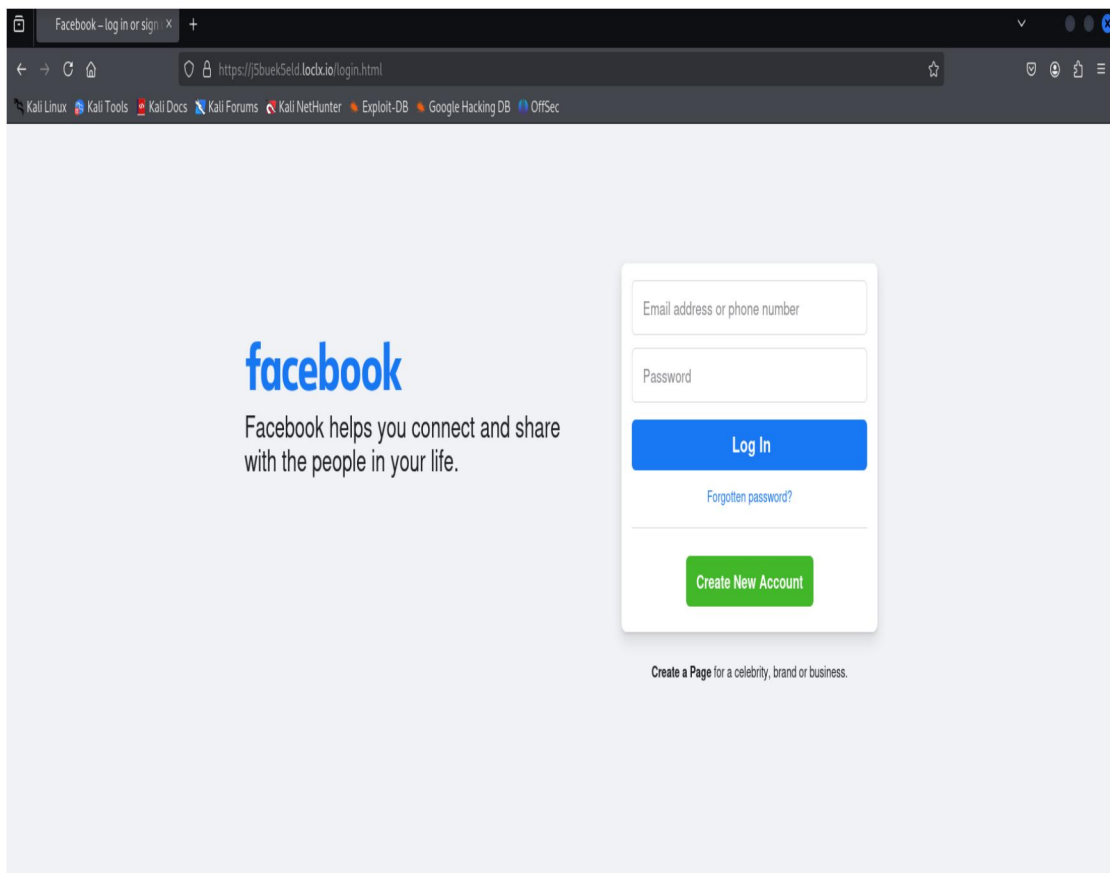 Facebook – log in or sign
https://j5buek5eld.loclx.io/login.html
Kali Linux Kali Tools Kali Docs Kali Forums Kali NetHunter Exploit-DB Google Hacking DB OffSec
facebook
Facebook helps you connect and share
with the people in your life.
Email address or phone number
Password
Log In
Forgotten password?
Create New Account
Create a Page for a celebrity, brand or business.